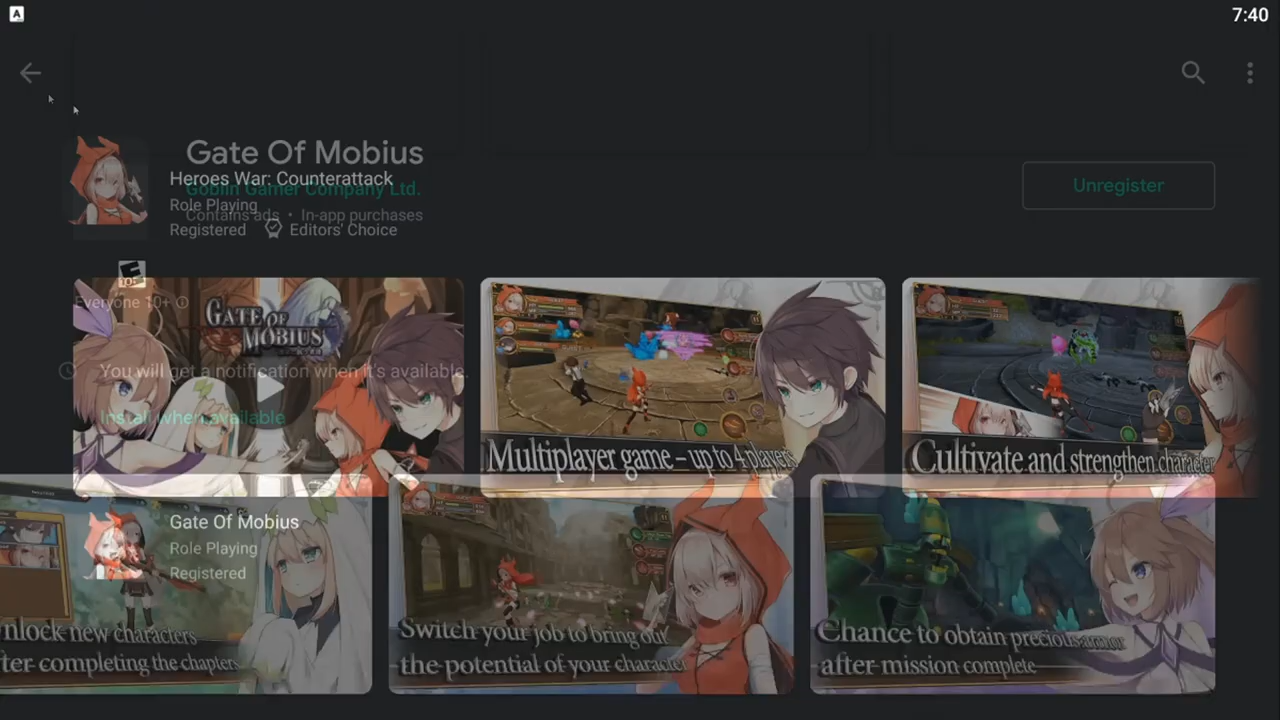 A
7:40
Gate Of Mobius
Heroes War: Counterattack
Goblin Gamer Company Ltd.
Role Playing
Contains ads • In-app purchases
Registered Editors' Choice
Unregister
E
Everyone 10+
GATE OF
MOBIUS
You will get a notification when it's available.
Install when available
Multiplayer game – up to 4 players
Cultivate and strengthen character
Gate Of Mobius
Role Playing
Registered
nlock new characters
ter completing the chapters
Switch your job to bring out
the potential of your character
Chance to obtain precious armor
after mission complete